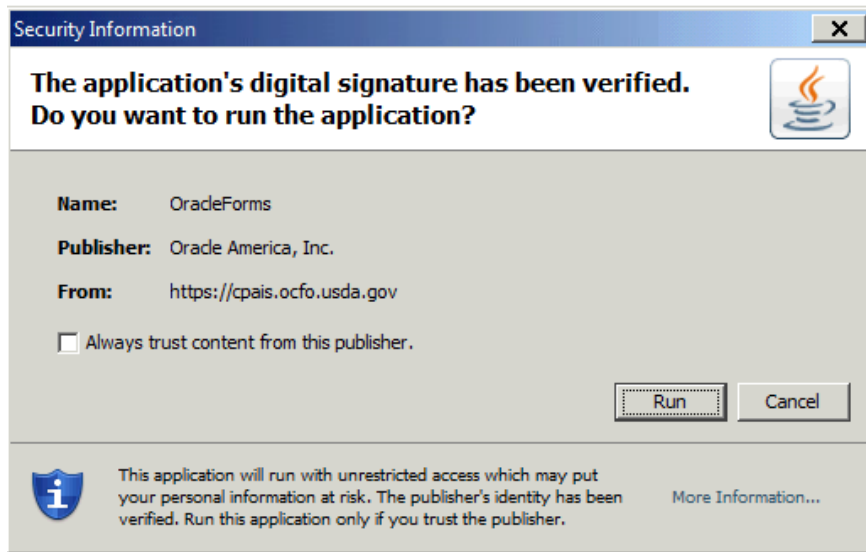 Security Information
The application's digital signature has been verified.
Do you want to run the application?
Name: OracleForms
Publisher: Oracle America, Inc.
From: https://cpais.ocfo.usda.gov
Always trust content from this publisher.
Run Cancel
This application will run with unrestricted access which may put
your personal information at risk. The publisher's identity has been
verified. Run this application only if you trust the publisher.
More Information...